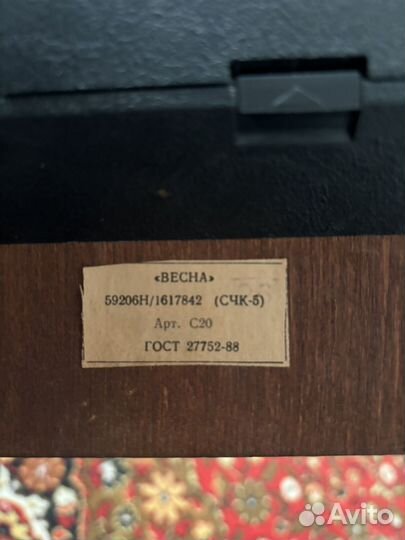 «ВЕСНА»
59206Н/1617842 (СЧК-5)
Арт. С20
ГОСТ 27752-88
Avito